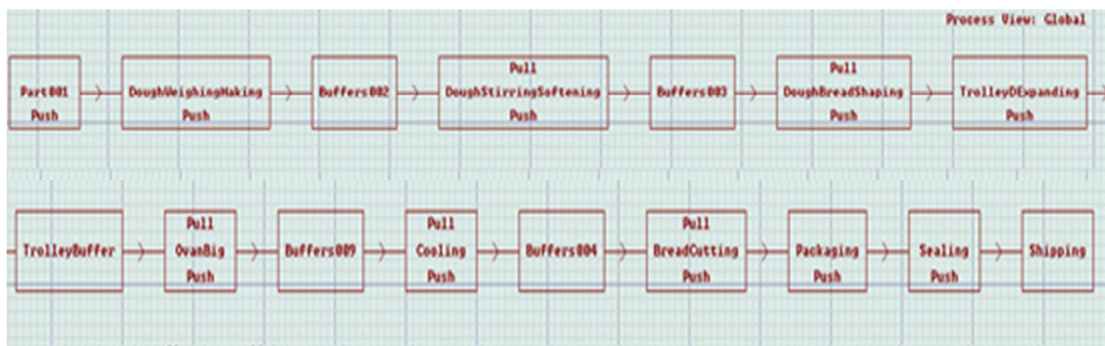 Process View: Global
Part001
Push
DoughWeighingMaking
Push
Buffers002
Pull
DoughStirringSoftening
Push
Buffers003
Pull
DoughBreadShaping
Push
TrolleyDExpanding
Push
TrolleyBuffer
Pull
OvanBig
Push
Buffers009
Pull
Cooling
Push
Buffers004
Pull
BreadCutting
Push
Packaging
Push
Sealing
Push
Shipping